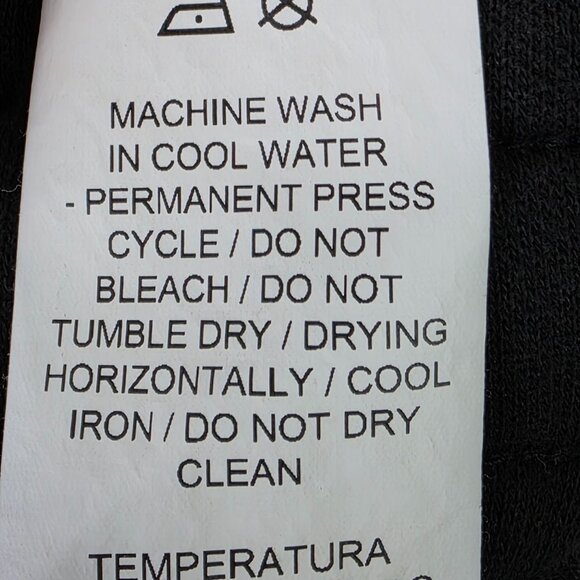 MACHINE WASH
IN COOL WATER
- PERMANENT PRESS
CYCLE / DO NOT
BLEACH / DO NOT
TUMBLE DRY / DRYING
HORIZONTALLY / COOL
IRON / DO NOT DRY
CLEAN
TEMPERATURA